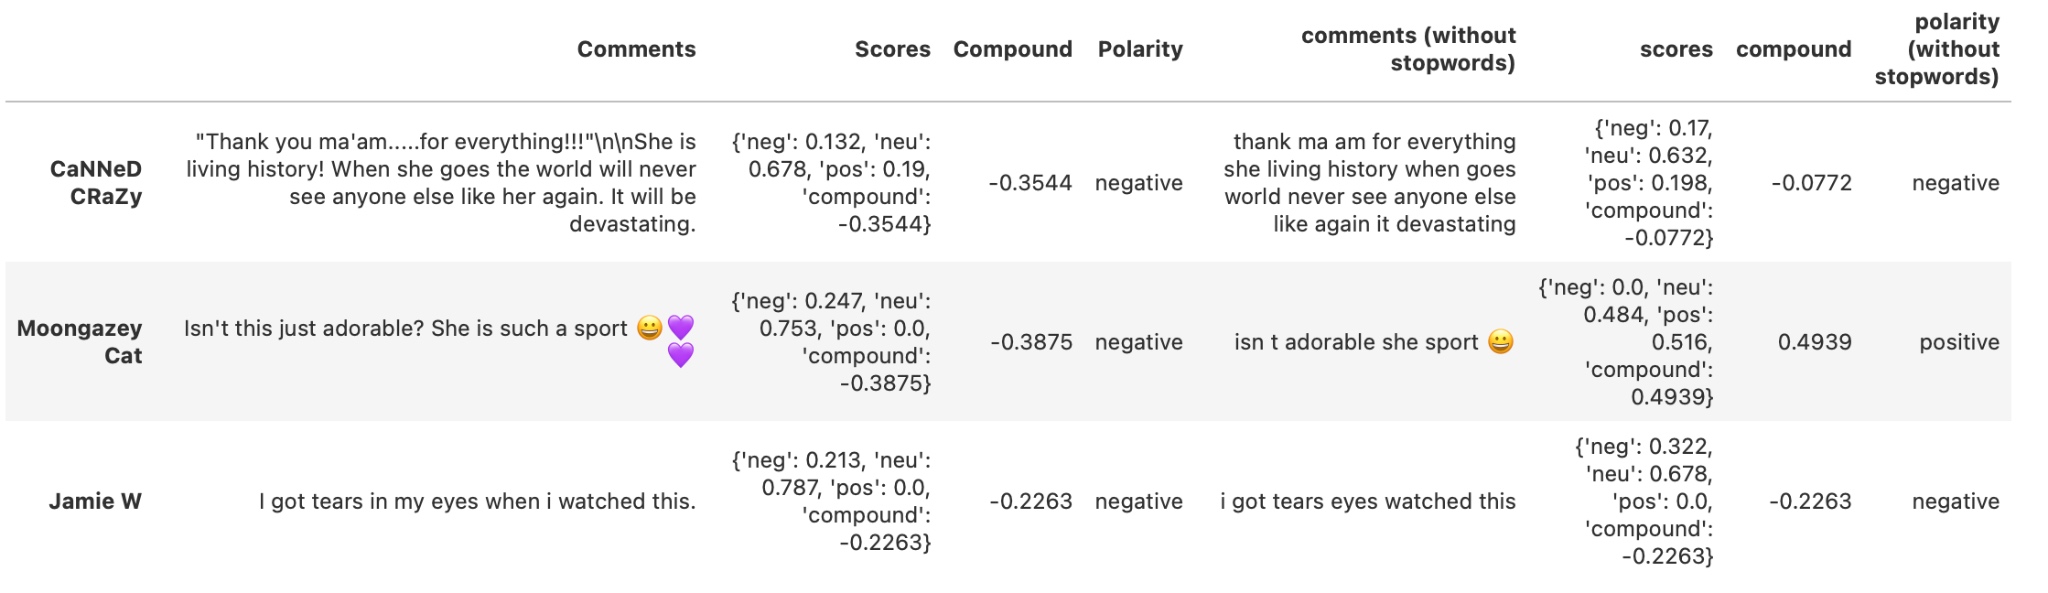 Comments Scores Compound Polarity comments (without stopwords) scores compound polarity (without stopwords)
CaNNeD CRaZy
"Thank you ma'am.....for everything!!!"\n\nShe is
living history! When she goes the world will never
see anyone else like her again. It will be
devastating.
{'neg': 0.132, 'neu':
0.678, 'pos': 0.19,
'compound':
-0.3544}
-0.3544
negative
thank ma am for everything
she living history when goes
world never see anyone else
like again it devastating
{'neg': 0.17,
'neu': 0.632,
'pos': 0.198,
'compound':
-0.0772}
-0.0772
negative
Moongazey
Cat
Isn't this just adorable? She is such a sport 😀💜
💜
{'neg': 0.247, 'neu':
0.753, 'pos': 0.0,
'compound':
-0.3875}
-0.3875
negative
isn t adorable she sport 😀
{'neg': 0.0, 'neu':
0.484, 'pos':
0.516,
'compound':
0.4939}
0.4939
positive
Jamie W
I got tears in my eyes when i watched this.
{'neg': 0.213, 'neu':
0.787, 'pos': 0.0,
'compound':
-0.2263}
-0.2263
negative
i got tears eyes watched this
{'neg': 0.322,
'neu': 0.678,
'pos': 0.0,
'compound':
-0.2263}
-0.2263
negative